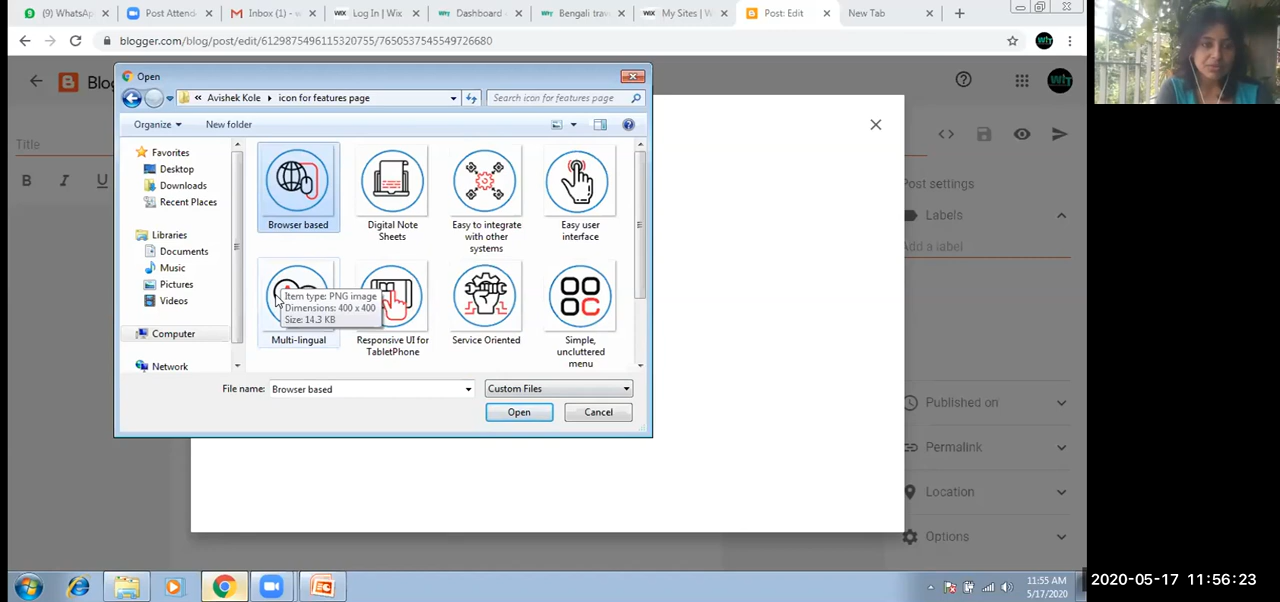 (9) WhatsAp
Post Attend
Inbox (1) - w
Log In | Wix
Dashboard
Bengali trav
My Sites | W
Post: Edit
New Tab
blogger.com/blog/post/edit/6129875496115320755/7650537545549726680
Open
Avishek Kole
icon for features page
Search icon for features page
Organize
New folder
Title
B I U
Favorites
Desktop
Downloads
Recent Places
Libraries
Documents
Music
Pictures
Videos
Computer
Network
Browser based
Digital Note
Sheets
Easy to integrate
with other
systems
Easy user
interface
Item type: PNG image
Dimensions: 400 x 400
Size: 14.3 KB
Multi-lingual
Responsive UI for
TabletPhone
Service Oriented
Simple,
uncluttered
menu
File name:
Browser based
Custom Files
Open
Cancel
Post settings
Labels
Add a label
Published on
Permalink
Location
Options
11:55 AM
5/17/2020
2020-05-17 11:56:23